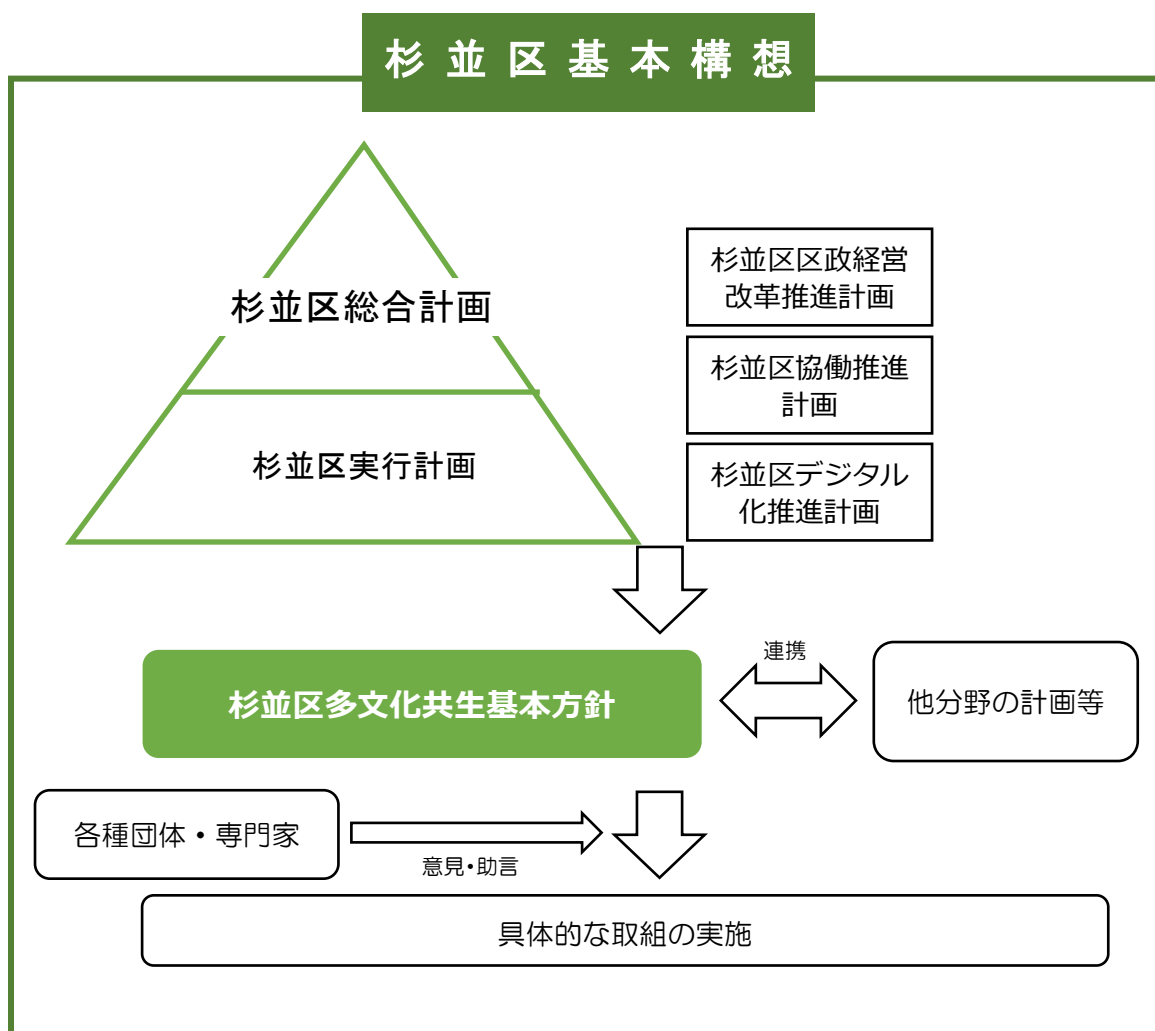 杉並区基本構想
杉並区総合計画
杉並区実行計画
杉並区区政経営
改革推進計画
杉並区協働推進
計画
杉並区デジタル
化推進計画
杉並区多文化共生基本方針
連携
他分野の計画等
各種団体・専門家
意見・助言
具体的な取組の実施